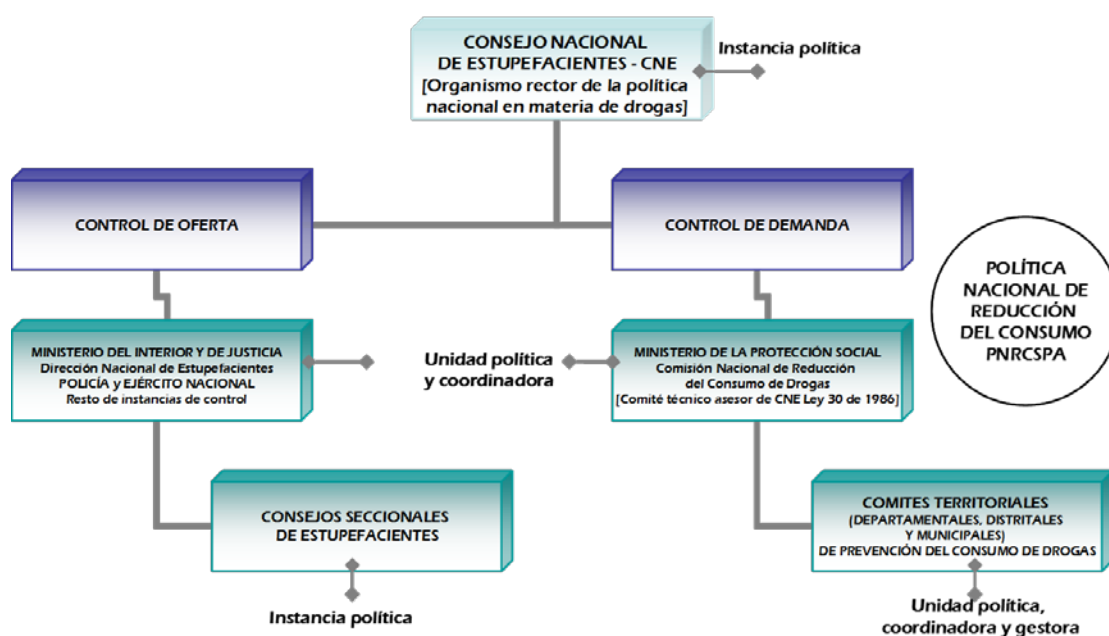 CONSEJO NACIONAL
DE ESTUPEFACIENTES - CNE
[Organismo rector de la política
nacional en materia de drogas]
Instancia política
CONTROL DE OFERTA
CONTROL DE DEMANDA
POLÍTICA
NACIONAL DE
REDUCCIÓN
DEL CONSUMO
PNRCSPA
MINISTERIO DEL INTERIOR Y DE JUSTICIA
Dirección Nacional de Estupefacientes
POLICÍA y EJÉRCITO NACIONAL
Resto de instancias de control
Unidad política
y coordinadora
MINISTERIO DE LA PROTECCIÓN SOCIAL
Comisión Nacional de Reducción
del Consumo de Drogas
[Comité técnico asesor de CNE Ley 30 de 1986]
CONSEJOS SECCIONALES
DE ESTUPEFACIENTES
COMITES TERRITORIALES
(DEPARTAMENTALES, DISTRITALES
Y MUNICIPALES)
DE PREVENCIÓN DEL CONSUMO DE DROGAS
Instancia política
Unidad política,
coordinadora y gestora